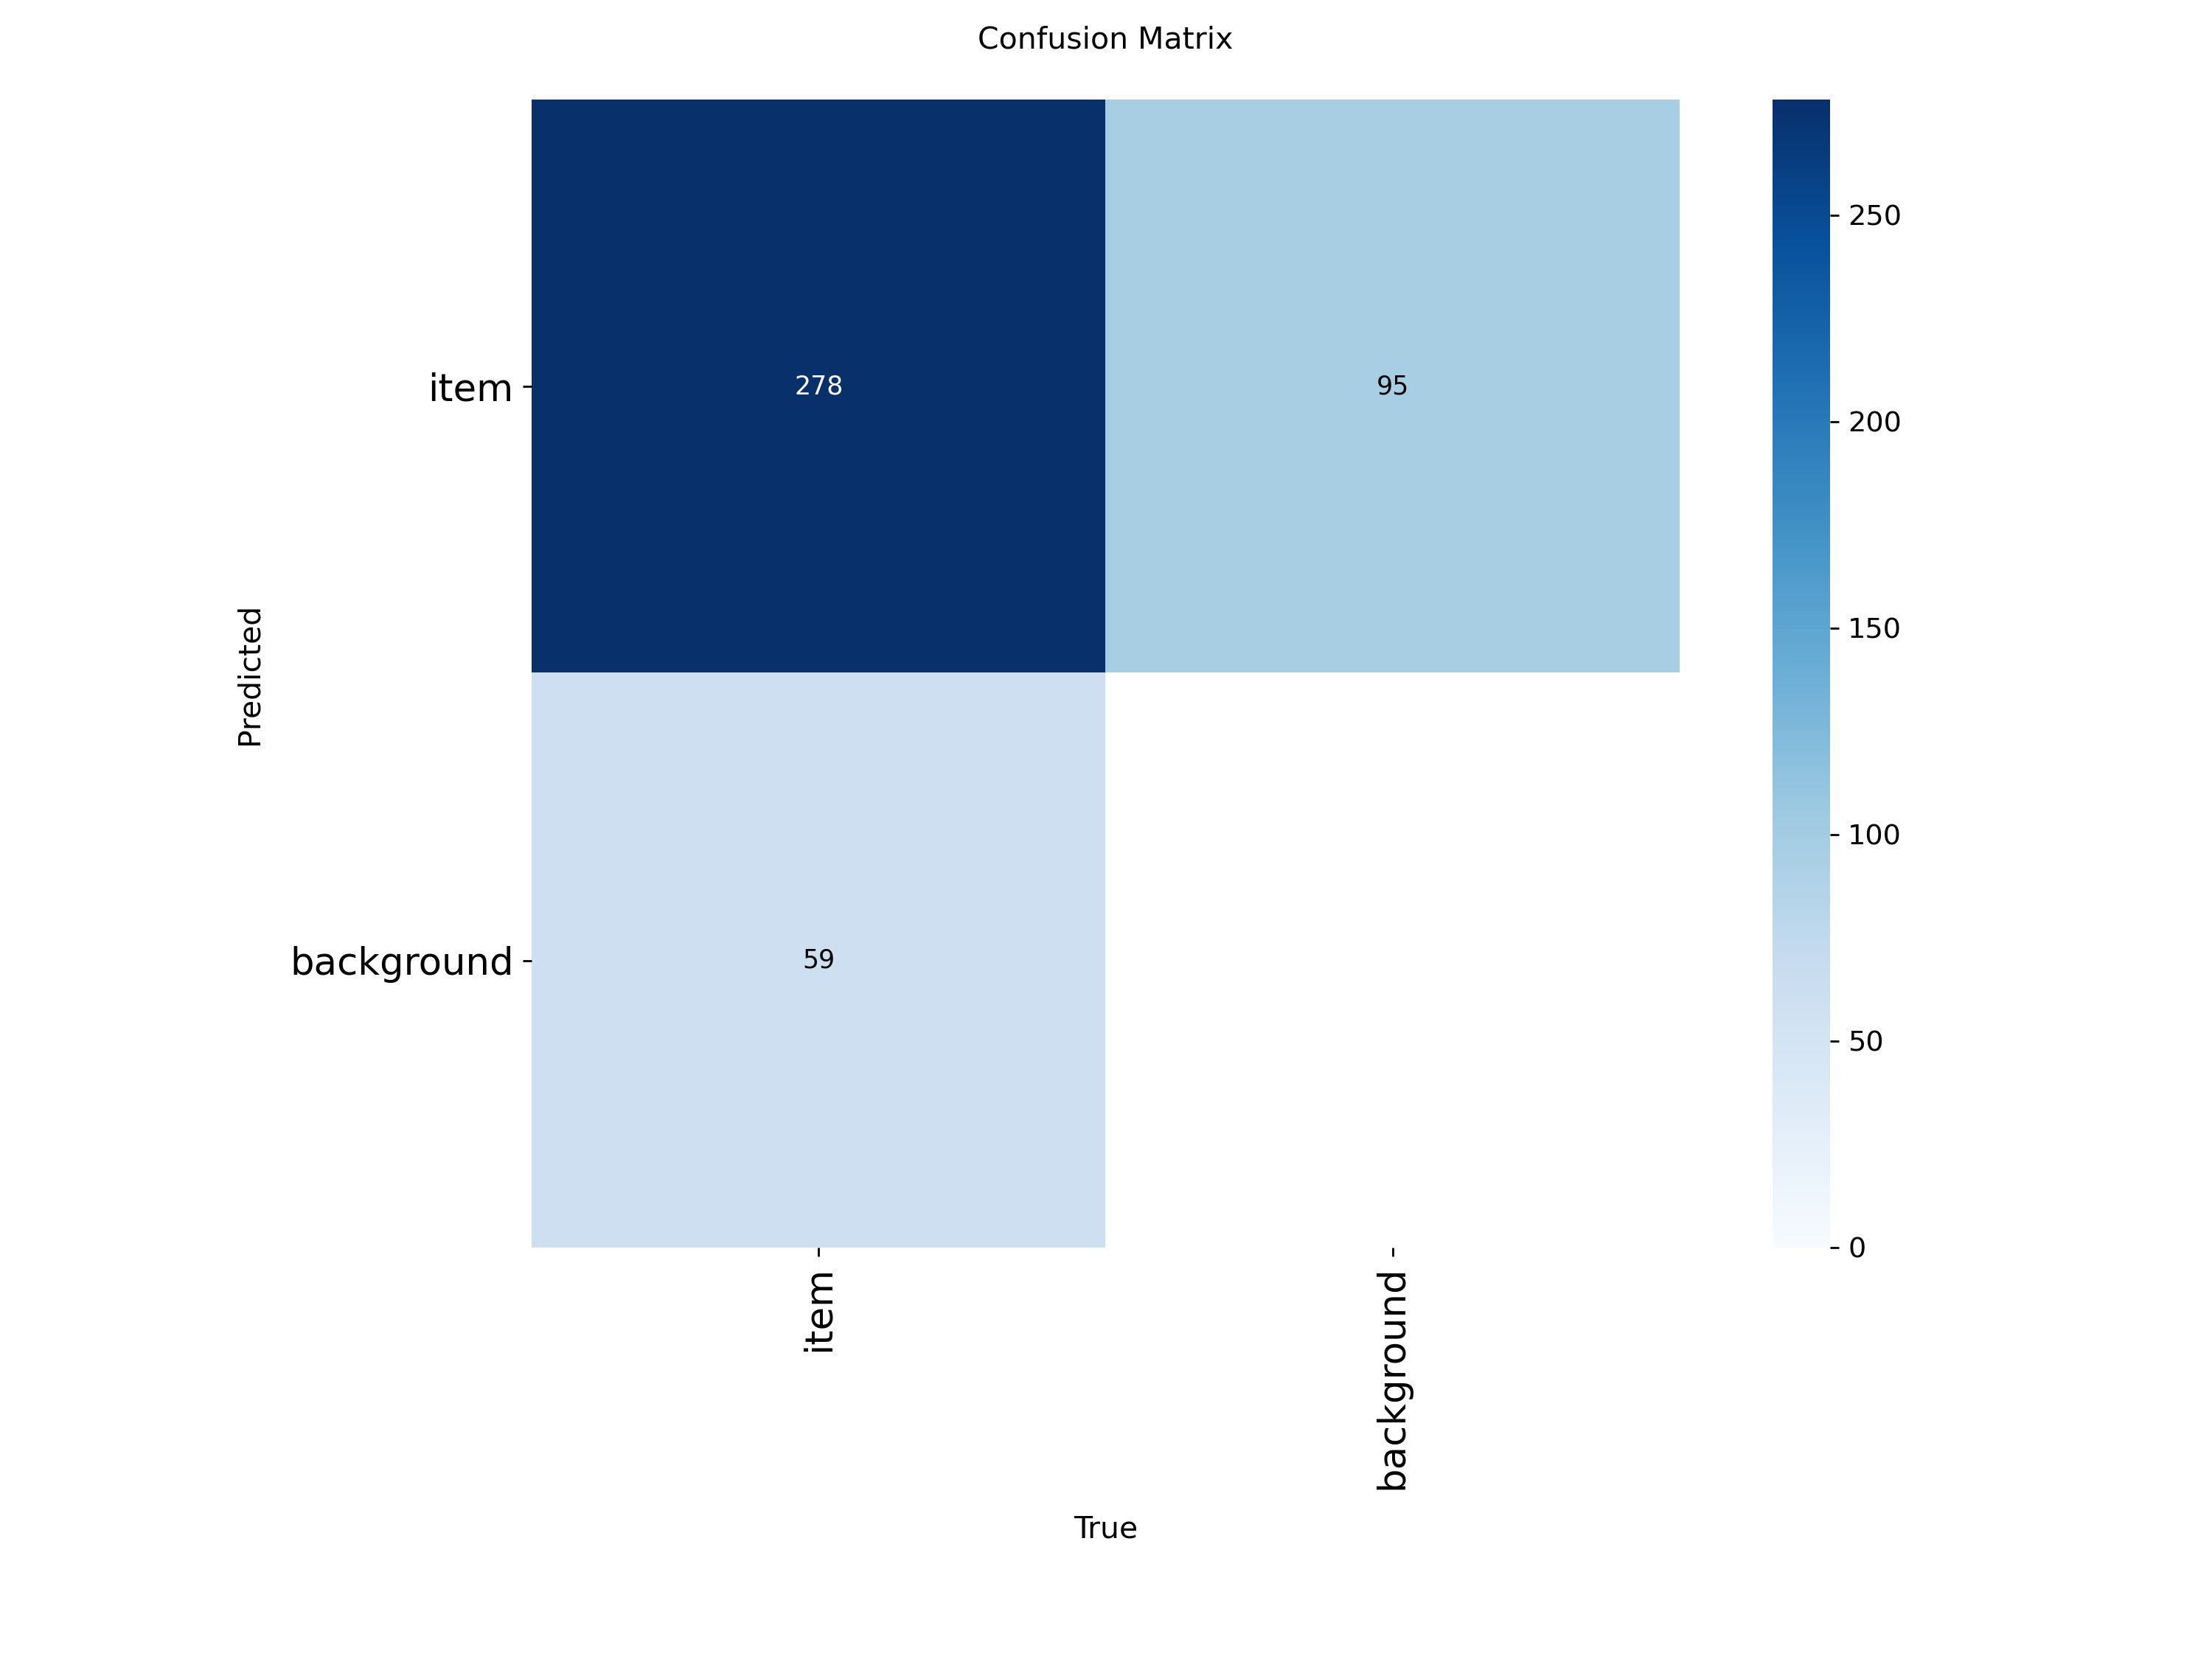 Confusion Matrix
item
278
95
250
200
150
100
50
0
Predicted
background
59
item
background
True